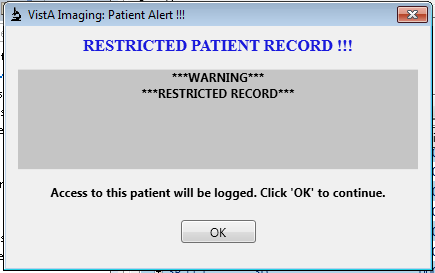 VistA Imaging: Patient Alert !!!
RESTRICTED PATIENT RECORD !!!
***WARNING***
***RESTRICTED RECORD***
Access to this patient will be logged. Click 'OK' to continue.
OK